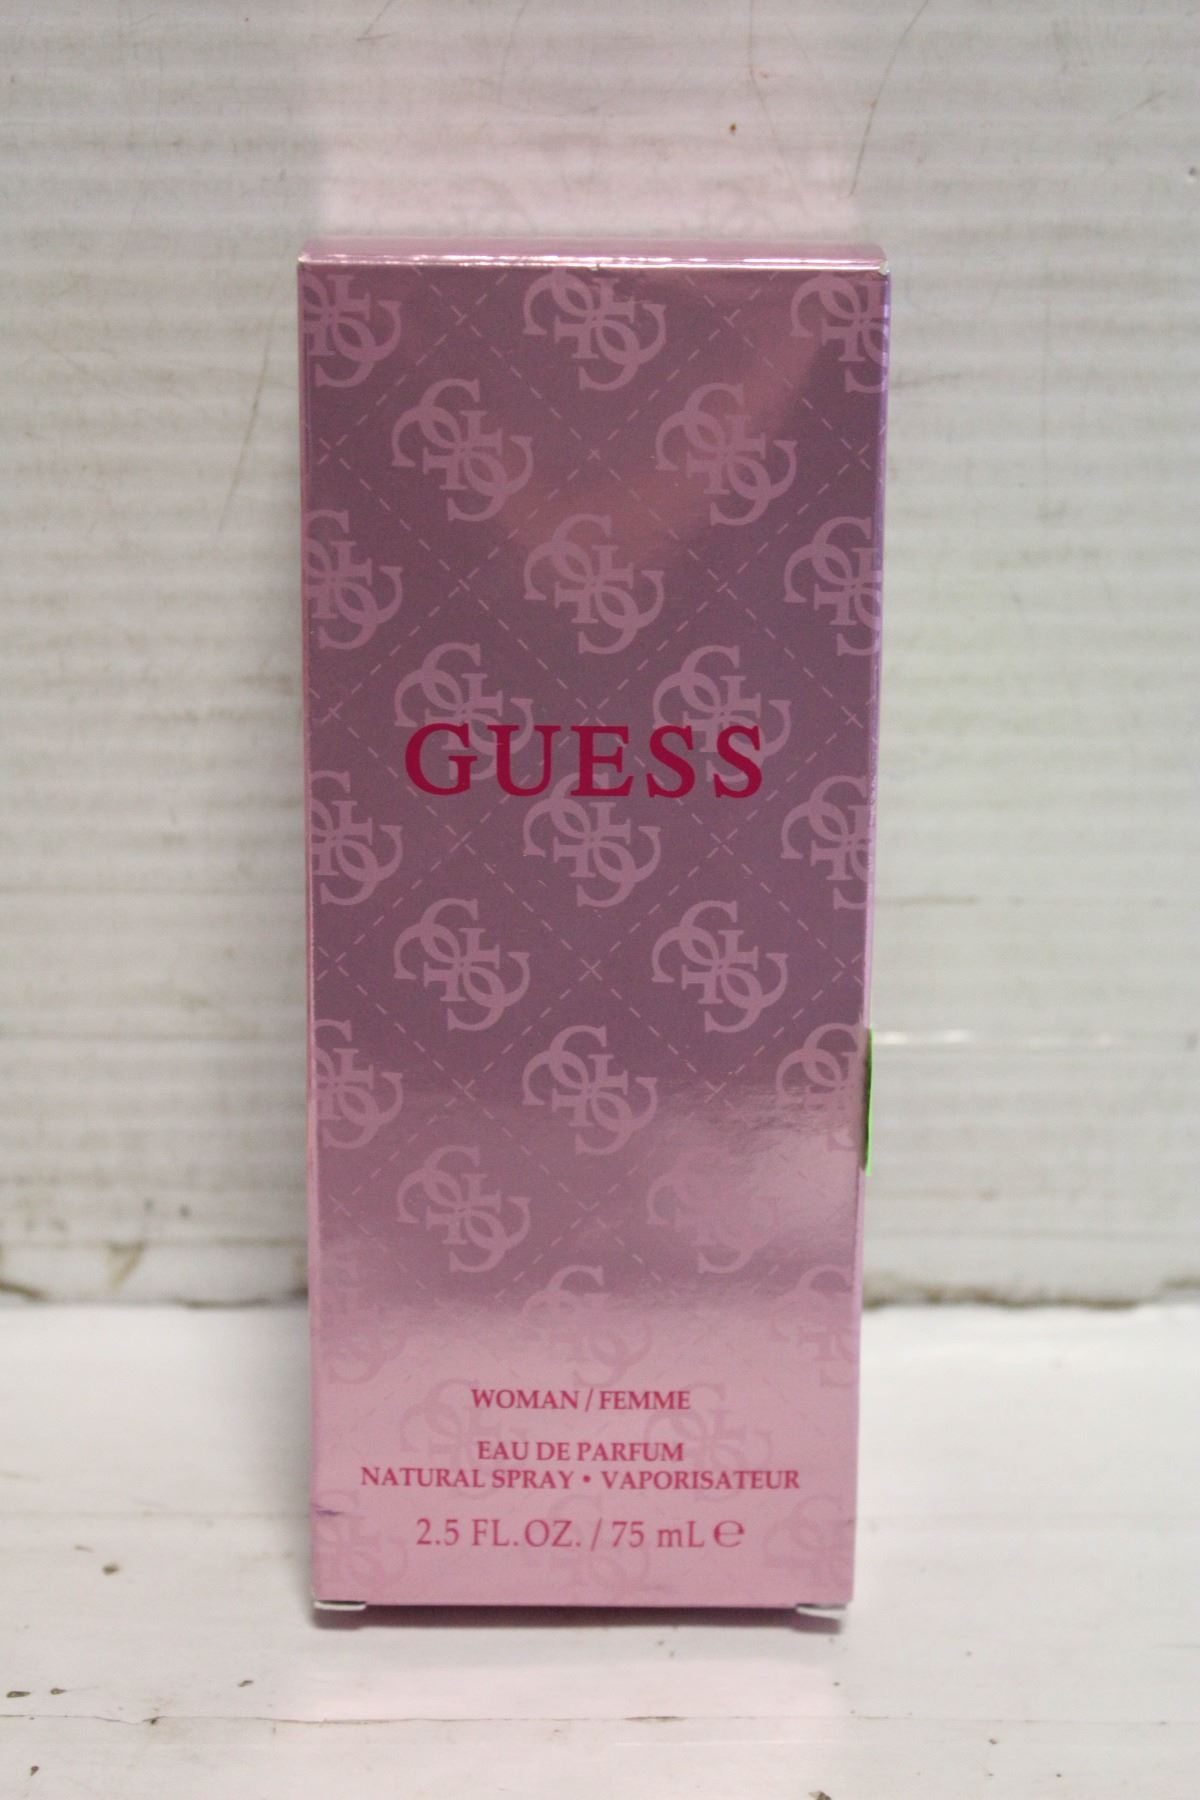 GUESS
WOMAN / FEMME
EAU DE PARFUM
NATURAL SPRAY • VAPORISATEUR
2.5 FL.OZ. / 75 mL ℮